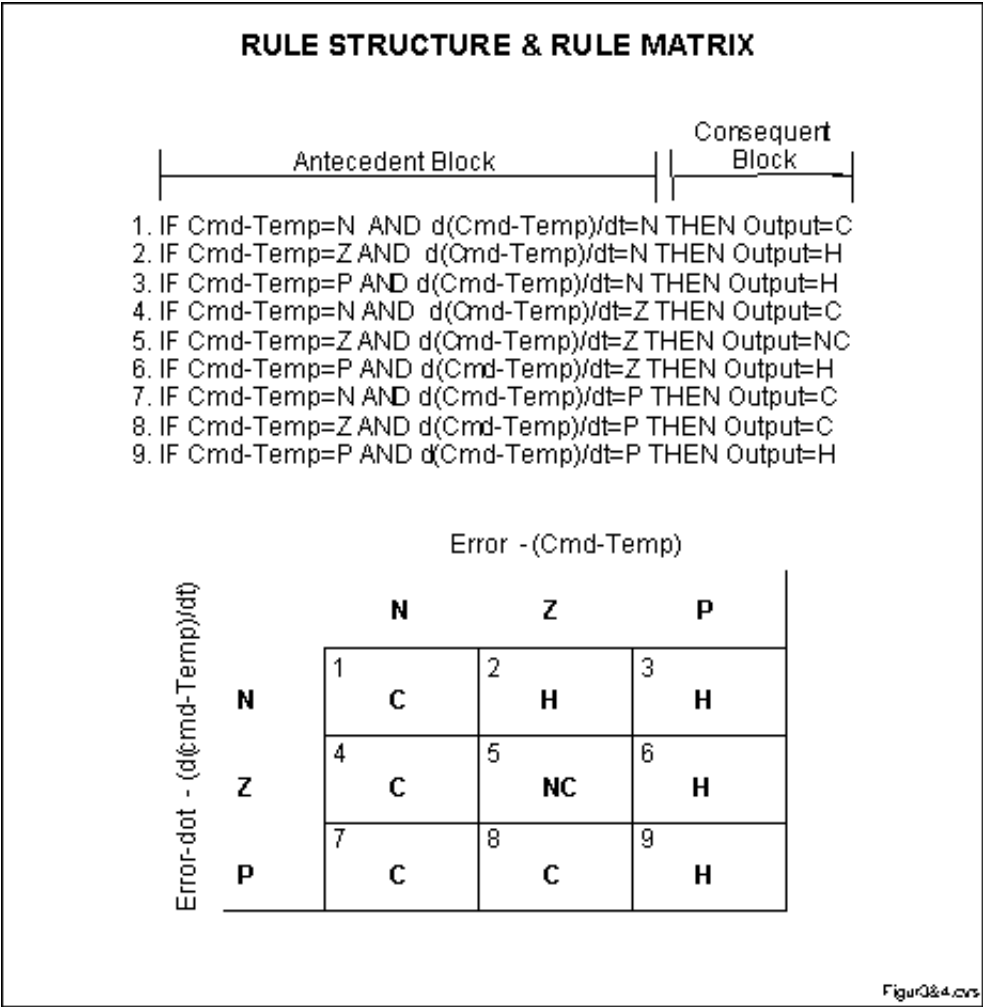 RULE STRUCTURE & RULE MATRIX
Consequent
Antecedent Block
Block
1. IF Cmd-Temp=N AND d(Cmd-Temp)/dt=N THEN Output=C
2. IF Cmd-Temp=Z AND d(Cmd-Temp)/dt=N THEN Output=H
3. IF Cmd-Temp=P AND d(Cmd-Temp)/dt=N THEN Output=H
4. IF Cmd-Temp=N AND d(Cmd-Temp)/dt=Z THEN Output=C
5. IF Cmd-Temp=Z AND d(Cmd-Temp)/dt=Z THEN Output=NC
6. IF Cmd-Temp=P AND d(Cmd-Temp)/dt=Z THEN Output=H
7. IF Cmd-Temp=N AND d(Cmd-Temp)/dt=P THEN Output=C
8. IF Cmd-Temp=Z AND d(Cmd-Temp)/dt=P THEN Output=C
9. IF Cmd-Temp=P AND d(Cmd-Temp)/dt=P THEN Output=H
Error - (Cmd-Temp)
Error-dot - (d(cmd-Temp)/dt)
N Z P
1 2 3
N C H H
4 5 6
Z C NC H
7 8 9
P C C H
Figur3&4.cvs